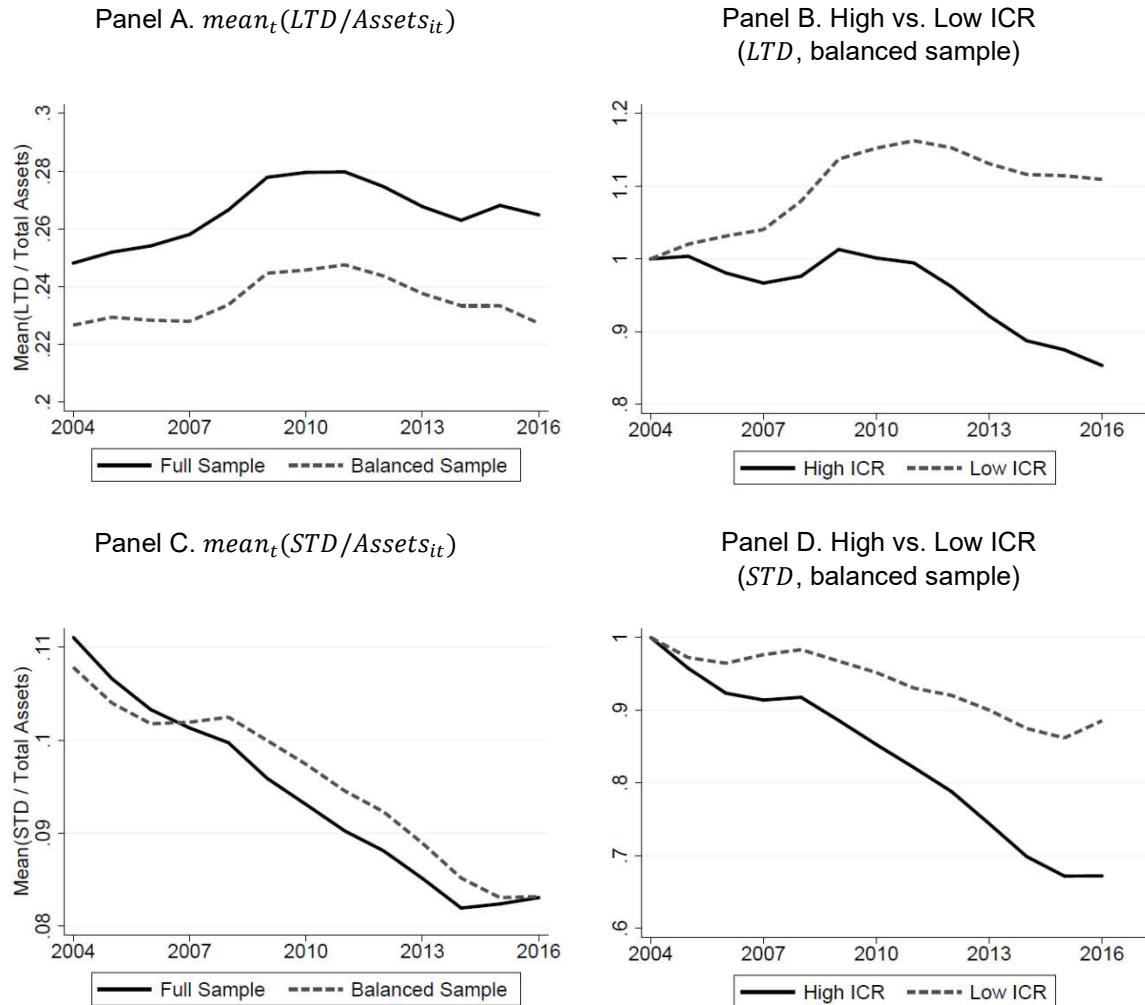 Panel A. mean_t(LTD/Assets_it)
Panel B. High vs. Low ICR
(LTD, balanced sample)
Mean(LTD / Total Assets)
.3
.28
.26
.24
.22
.2
2004 2007 2010 2013 2016
Full Sample Balanced Sample
1.2
1.1
1
.9
.8
2004 2007 2010 2013 2016
High ICR Low ICR
Panel C. mean_t(STD/Assets_it)
Panel D. High vs. Low ICR
(STD, balanced sample)
Mean(STD / Total Assets)
.11
.1
.09
.08
2004 2007 2010 2013 2016
Full Sample Balanced Sample
1
.9
.8
.7
.6
2004 2007 2010 2013 2016
High ICR Low ICR